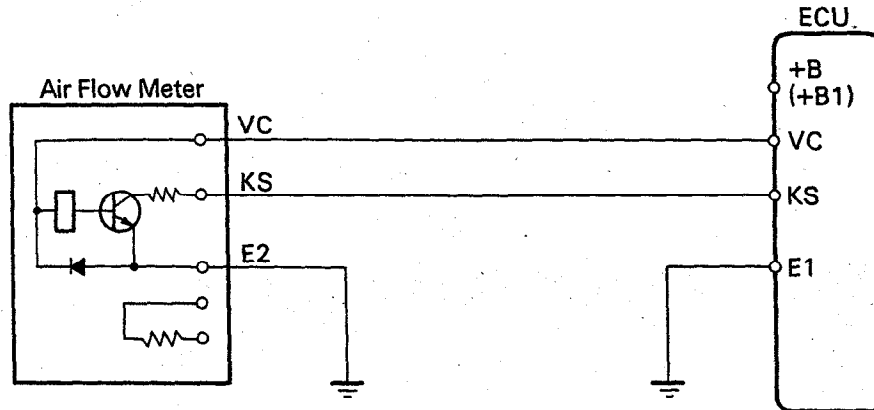 ECU
Air Flow Meter
+B
(+B1)
VC
VC
KS
KS
E2
E1